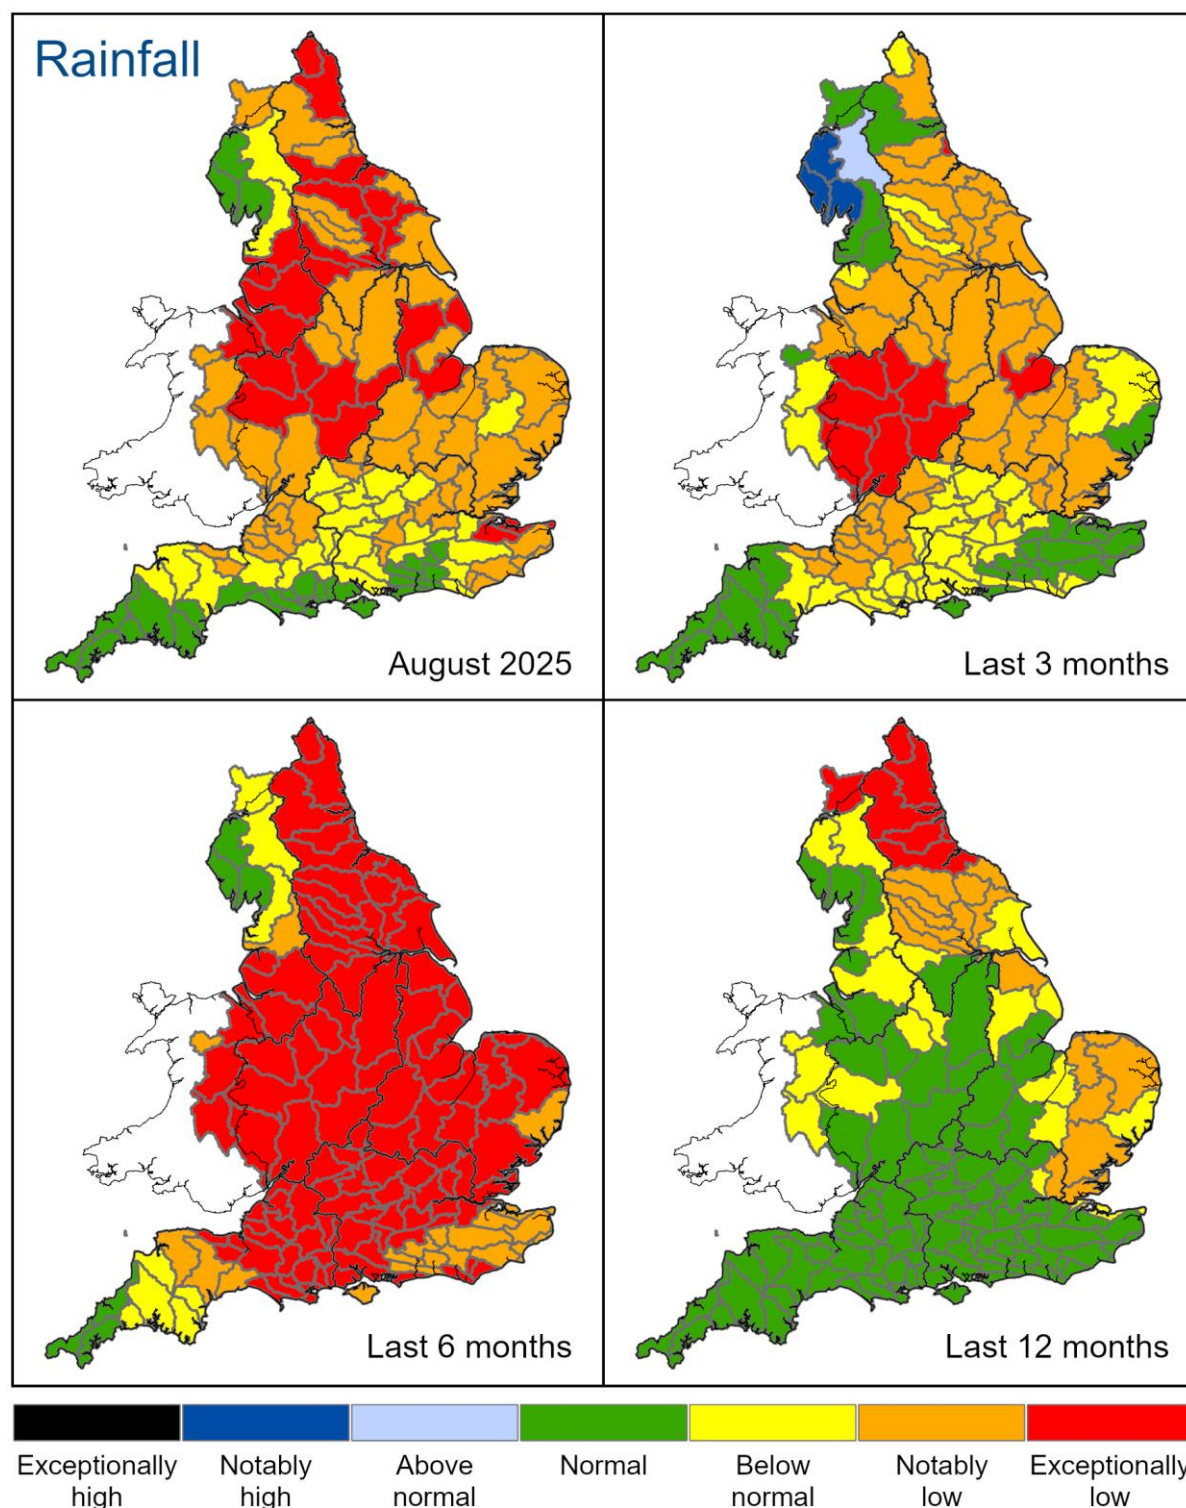 Rainfall
August 2025
Last 3 months
Last 6 months
Last 12 months
Exceptionally high
Notably high
Above normal
Normal
Below normal
Notably low
Exceptionally low